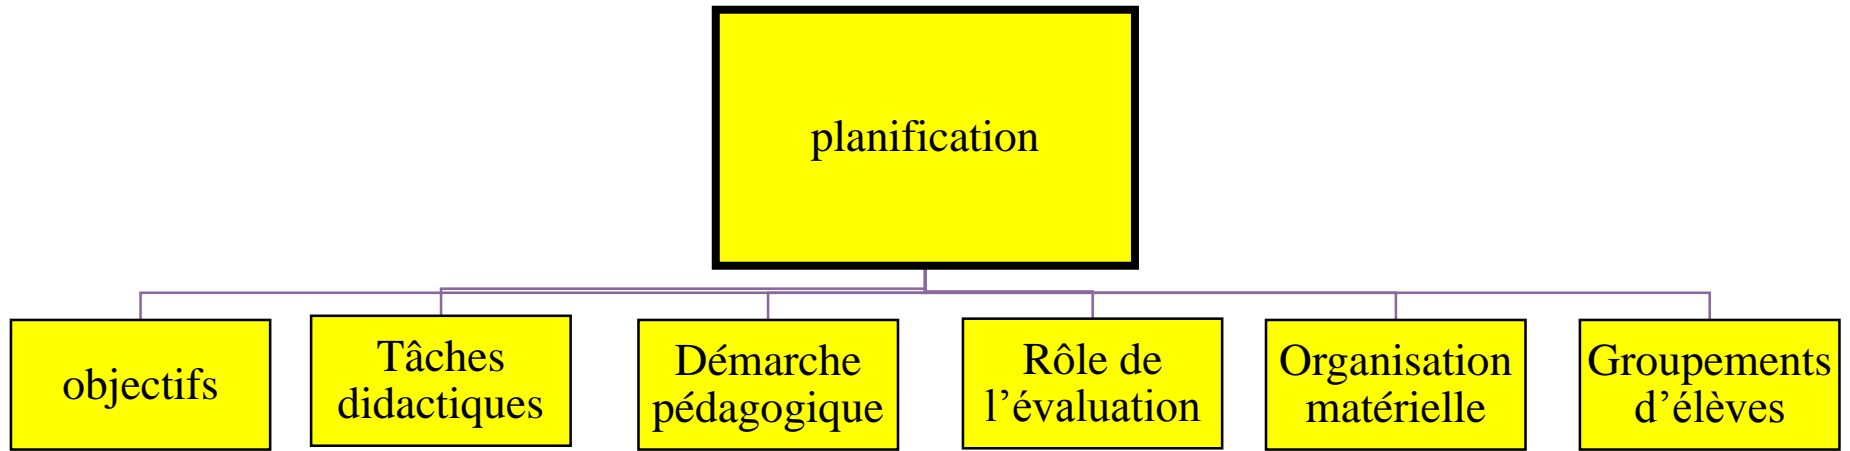 planification
objectifs
Tâches
didactiques
Démarche
pédagogique
Rôle de
l’évaluation
Organisation
matérielle
Groupements
d’élèves